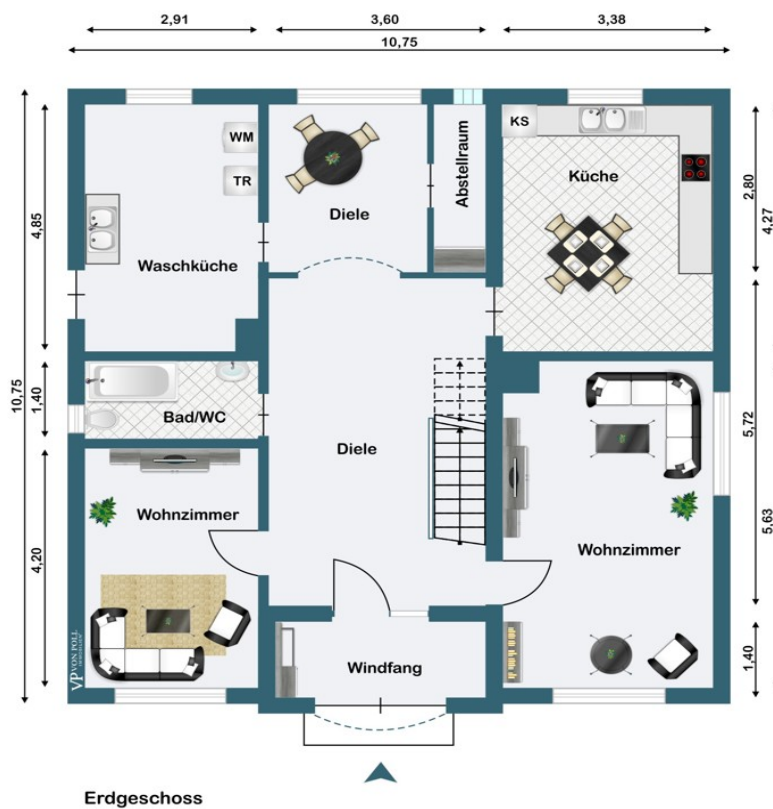 2,91
3,60
3,38
10,75
WM
TR
KS
Abstellraum
Küche
Diele
Waschküche
4,85
2,80
4,27
10,75
1,40
Bad/WC
Diele
5,72
5,63
Wohnzimmer
Wohnzimmer
4,20
Windfang
1,40
VP VON POLL
IMMOBILIEN
Erdgeschoss